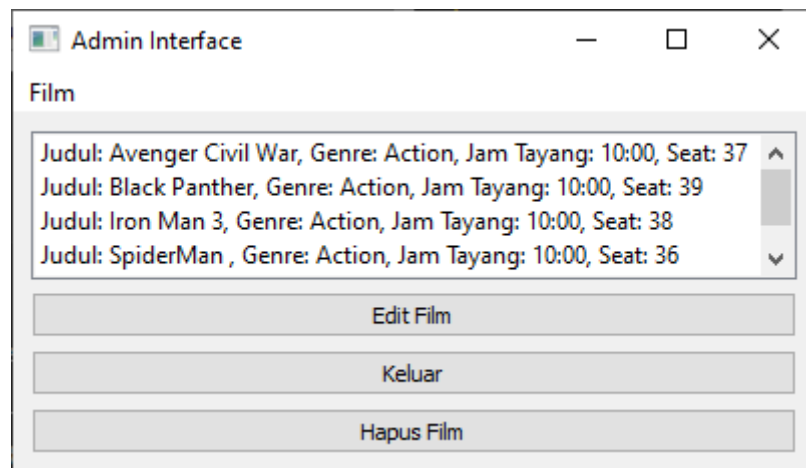 Admin Interface
Film
Judul: Avenger Civil War, Genre: Action, Jam Tayang: 10:00, Seat: 37
Judul: Black Panther, Genre: Action, Jam Tayang: 10:00, Seat: 39
Judul: Iron Man 3, Genre: Action, Jam Tayang: 10:00, Seat: 38
Judul: SpiderMan , Genre: Action, Jam Tayang: 10:00, Seat: 36
Edit Film
Keluar
Hapus Film